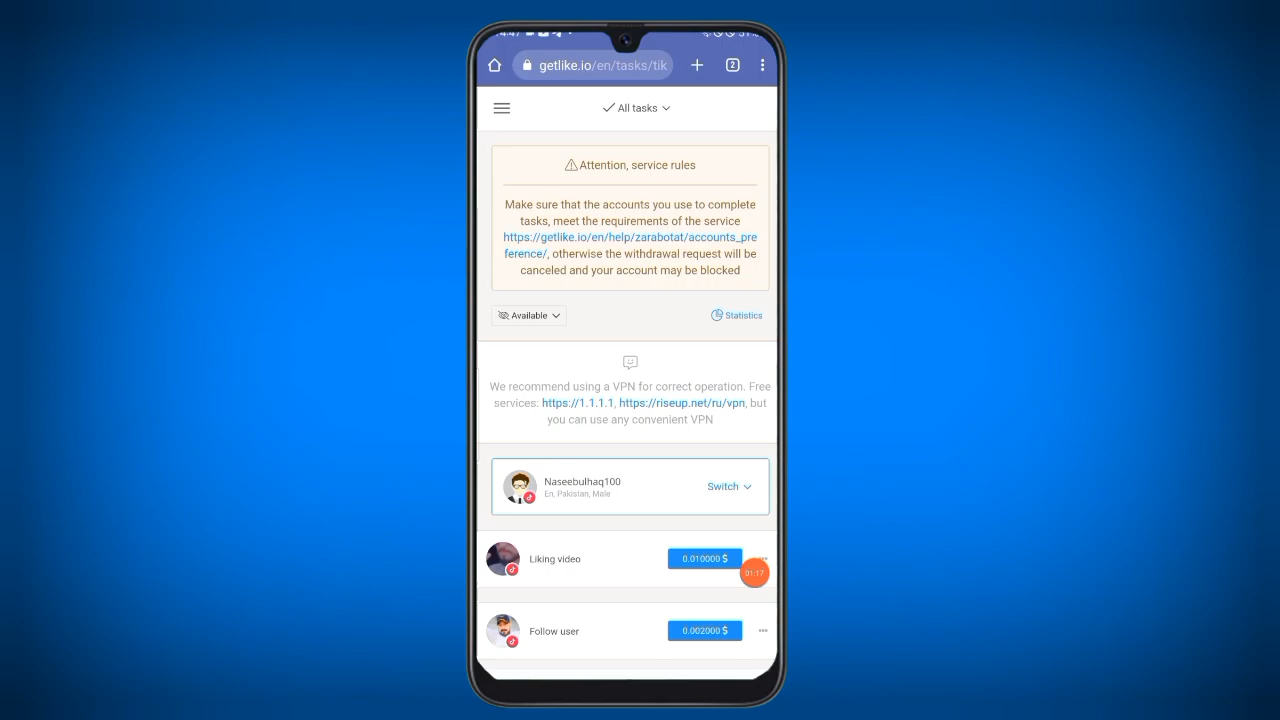 getlike.io/en/tasks/tik
2
All tasks
Attention, service rules
Make sure that the accounts you use to complete
tasks, meet the requirements of the service
https://getlike.io/en/help/zarabotat/accounts_pre
ference/, otherwise the withdrawal request will be
canceled and your account may be blocked
Available
Statistics
We recommend using a VPN for correct operation. Free
services: https://1.1.1.1, https://riseup.net/ru/vpn, but
you can use any convenient VPN
Naseebulhaq100
En, Pakistan, Male
Switch
Liking video
0.010000 $
01:17
Follow user
0.002000 $